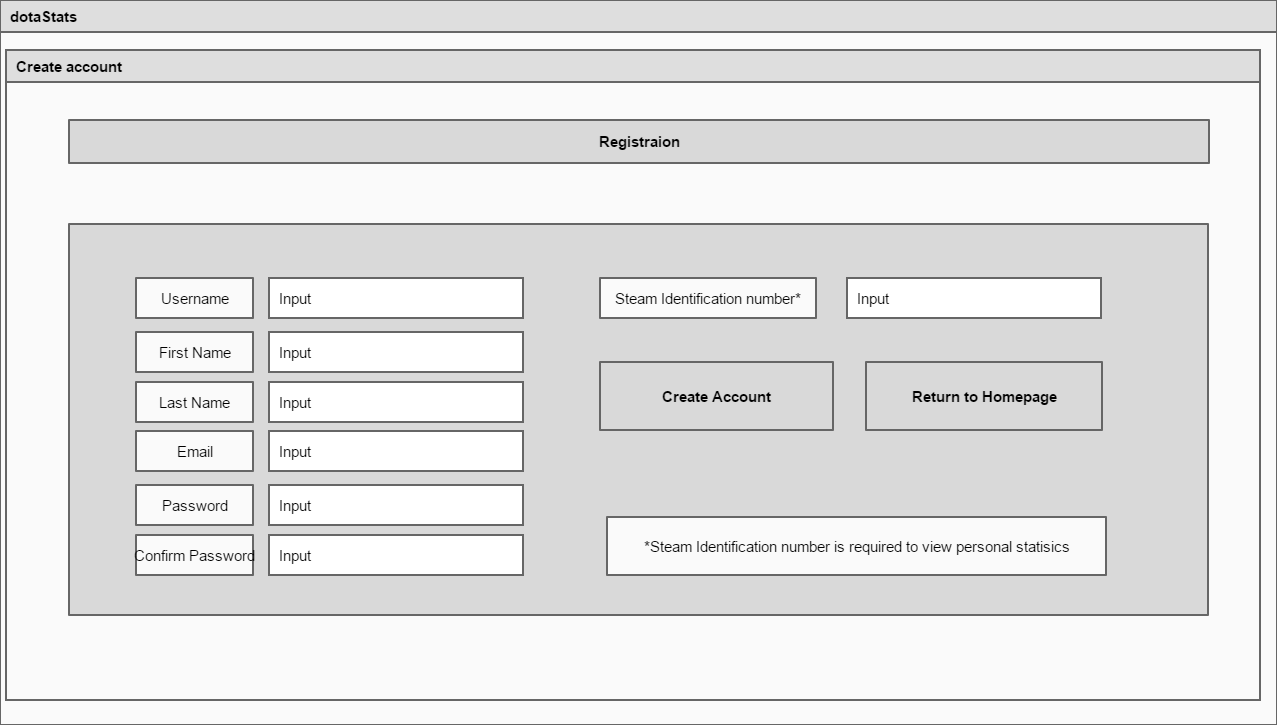 dotaStats
Create account
Registraion
Username
Input
Steam Identification number*
Input
First Name
Input
Last Name
Input
Create Account
Return to Homepage
Email
Input
Password
Input
Confirm Password
Input
*Steam Identification number is required to view personal statisics